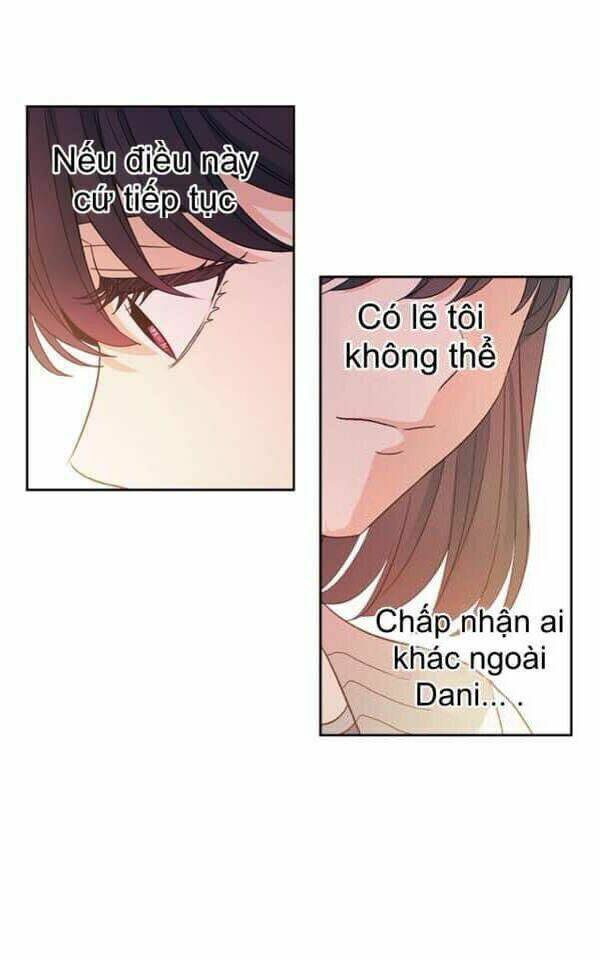 Nếu điều này
cứ tiếp tục
Có lẽ tôi
không thể
Chấp nhận ai
khác ngoài
Dani... .